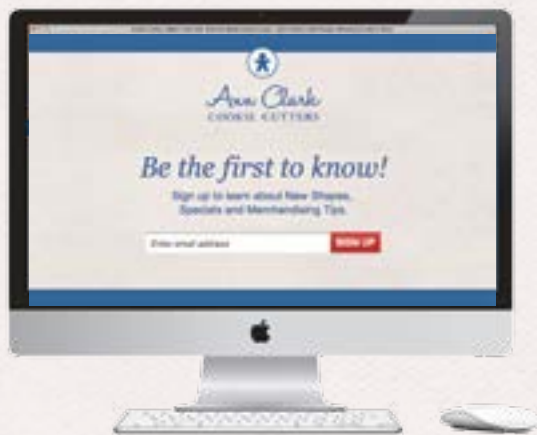 Ann Clark
COOKIE CUTTERS
Be the first to know!
Sign up to learn about New Shapes,
Specials and Merchandising Tips.
Enter email address
SIGN UP